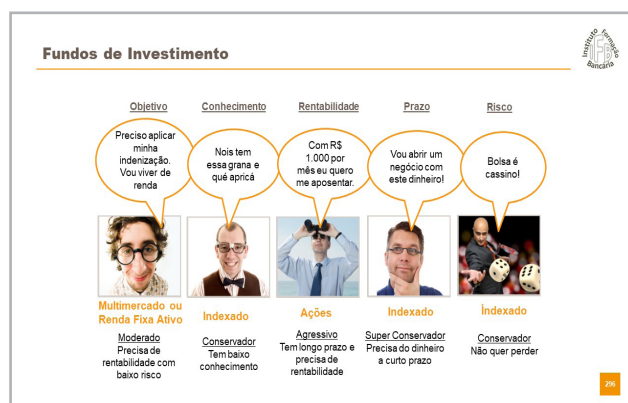 Fundos de Investimento
Instituto Formação
IFB
Bancária
Objetivo
Conhecimento
Rentabilidade
Prazo
Risco
Preciso aplicar
minha
indenização.
Vou viver de
renda
Nois tem
essa grana e
qué apricá
Com R$
1.000 por
mês eu quero
me aposentar.
Vou abrir um
negócio com
este dinheiro!
Bolsa é
cassino!
Multimercado ou
Renda Fixa Ativo
Moderado
Precisa de
rentabilidade com
baixo risco
Indexado
Conservador
Tem baixo
conhecimento
Ações
Agressivo
Tem longo prazo e
precisa de
rentabilidade
Indexado
Super Conservador
Precisa do dinheiro
a curto prazo
Indexado
Conservador
Não quer perder
296